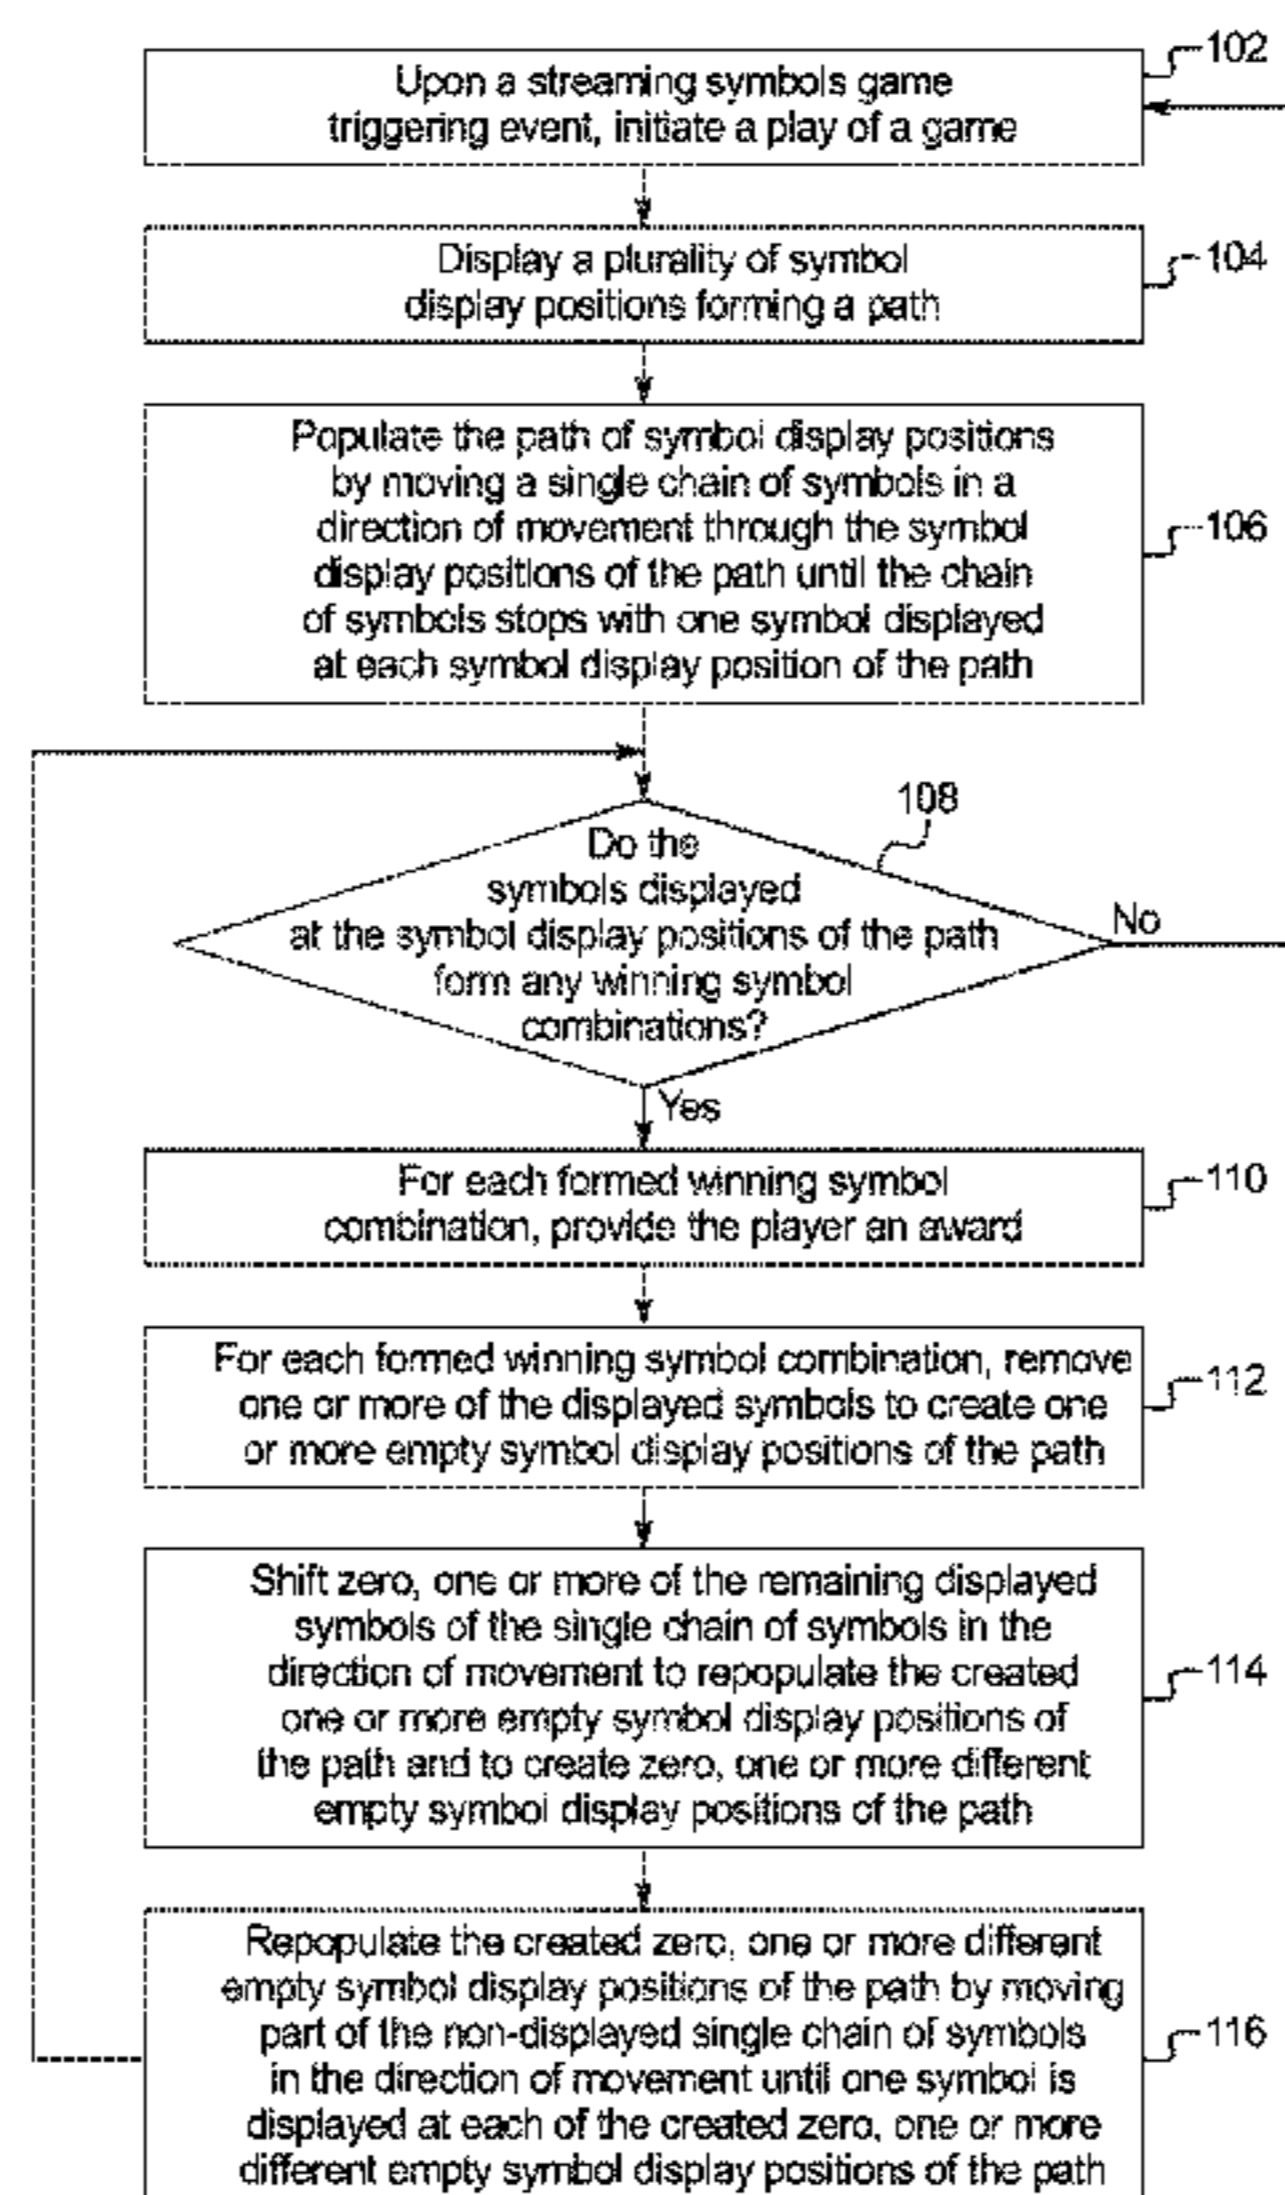 102
Upon a streaming symbols game
triggering event, initiate a play of a game
104
Display a plurality of symbol
display positions forming a path
Populate the path of symbol display positions
by moving a single chain of symbols in a
direction of movement through the symbol
106
display positions of the path until the chain
of symbols stops with one symbol displayed
at each symbol display position of the path
108
Do the
symbols displayed
at the symbol display positions of the path
No
form any winning symbol
combinations?
Yes
For each formed winning symbol
110
combination, provide the player an award
For each formed winning symbol combination, remove
112
one or more of the displayed symbols to create one
or more empty symbol display positions of the path
Shift zero, one or more of the remaining displayed
symbols of the single chain of symbols in the
direction of movement to repopulate the created
114
one or more empty symbol display positions of
the path and to create zero, one or more different
empty symbol display positions of the path
Repopulate the created zero, one or more different
empty symbol display positions of the path by moving
part of the non-displayed single chain of symbols
116
in the direction of movement until one symbol is
displayed at each of the created zero, one or more
different empty symbol display positions of the path